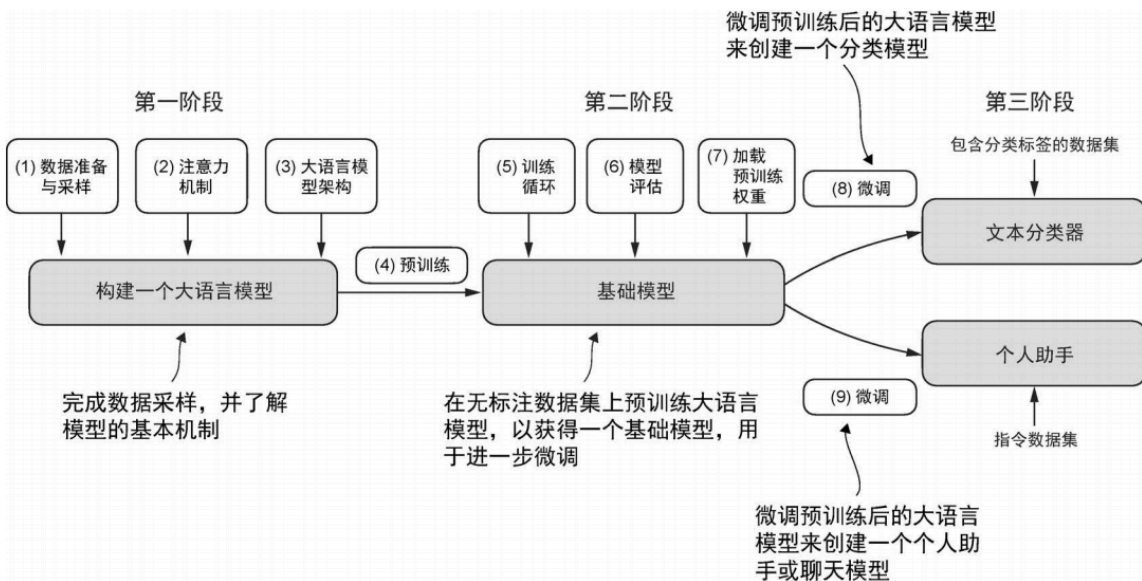 微调预训练后的大语言模型
来创建一个分类模型
第一阶段
第二阶段
第三阶段
(1) 数据准备
与采样
(2) 注意力
机制
(3) 大语言模
型架构
(5) 训练
循环
(6) 模型
评估
(7) 加载
预训练
权重
(8) 微调
包含分类标签的数据集
文本分类器
构建一个大语言模型
(4) 预训练
基础模型
个人助手
(9) 微调
指令数据集
完成数据采样，并了解
模型的基本机制
在无标注数据集上预训练大语言
模型，以获得一个基础模型，用
于进一步微调
微调预训练后的大语言
模型来创建一个个人助
手或聊天模型